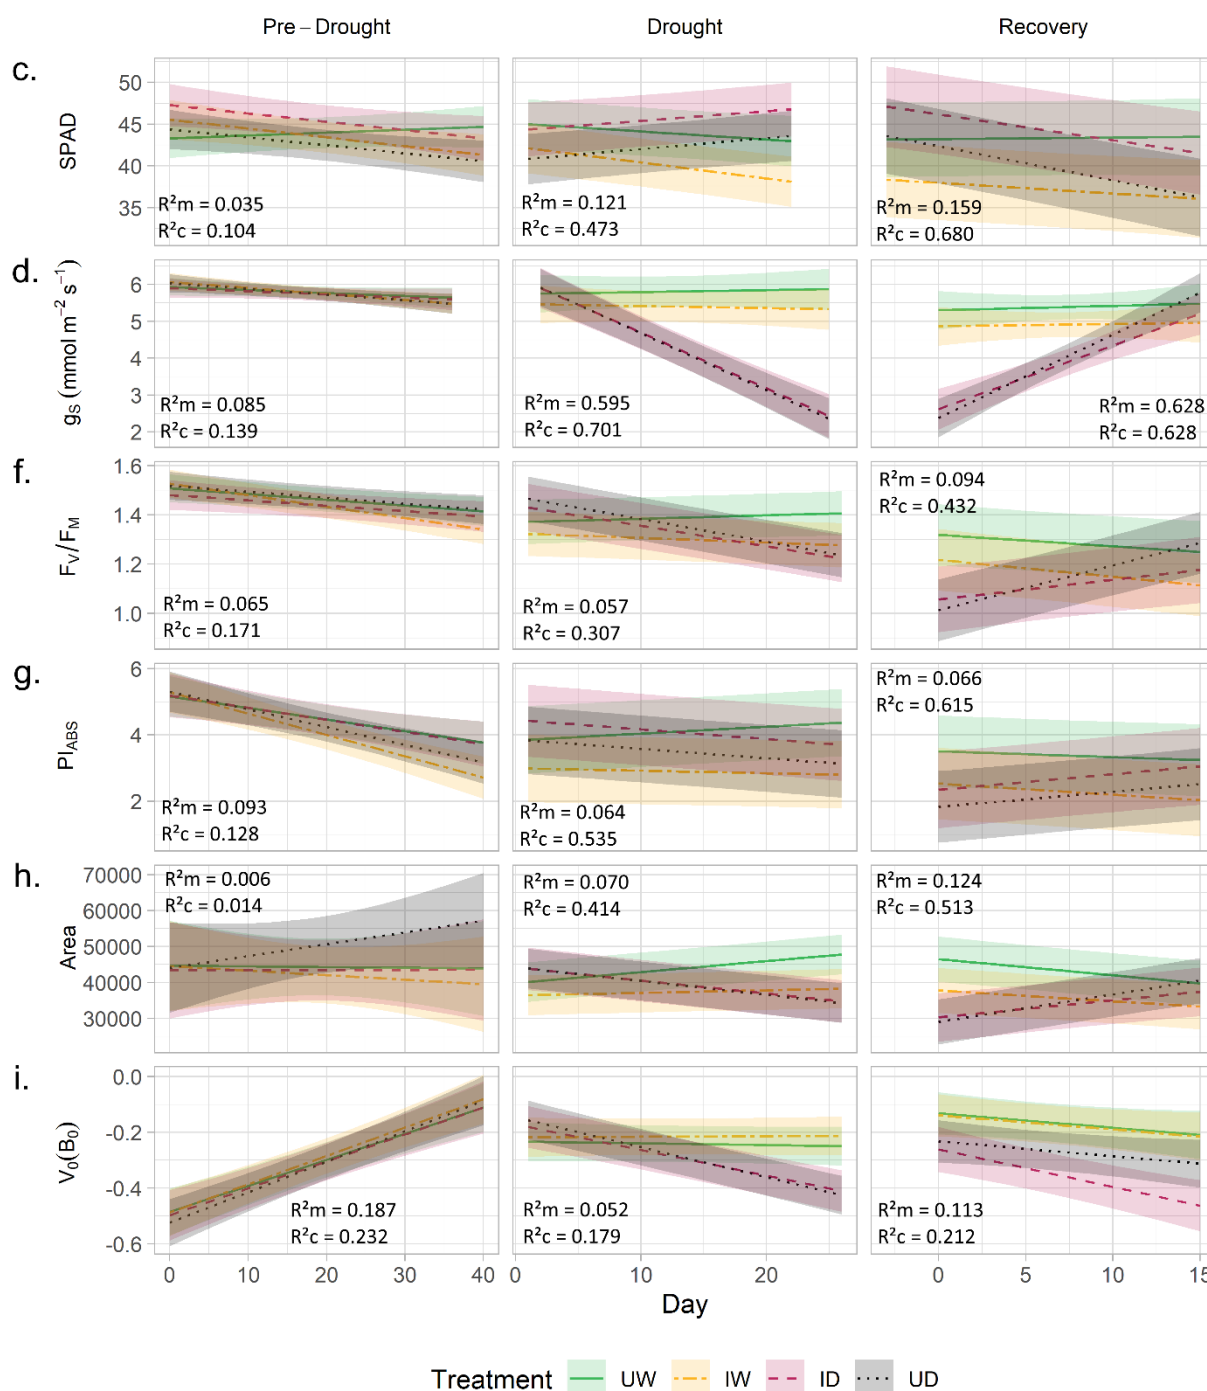 Pre – Drought Drought Recovery
c.
SPAD
50
45
40
35
R²m = 0.035
R²c = 0.104
R²m = 0.121
R²c = 0.473
R²m = 0.159
R²c = 0.680
d.
gS (mmol m−2 s−1)
6
5
4
3
2
R²m = 0.085
R²c = 0.139
R²m = 0.595
R²c = 0.701
R²m = 0.628
R²c = 0.628
f.
FV/FM
1.6
1.4
1.2
1.0
R²m = 0.065
R²c = 0.171
R²m = 0.057
R²c = 0.307
R²m = 0.094
R²c = 0.432
g.
PIABS
6
4
2
R²m = 0.093
R²c = 0.128
R²m = 0.064
R²c = 0.535
R²m = 0.066
R²c = 0.615
h.
Area
70000
60000
50000
40000
30000
R²m = 0.006
R²c = 0.014
R²m = 0.070
R²c = 0.414
R²m = 0.124
R²c = 0.513
i.
V0(B0)
0.0
-0.2
-0.4
-0.6
R²m = 0.187
R²c = 0.232
R²m = 0.052
R²c = 0.179
R²m = 0.113
R²c = 0.212
0 10 20 30 40 0 10 20 0 5 10 15
Day
Treatment UW IW ID UD